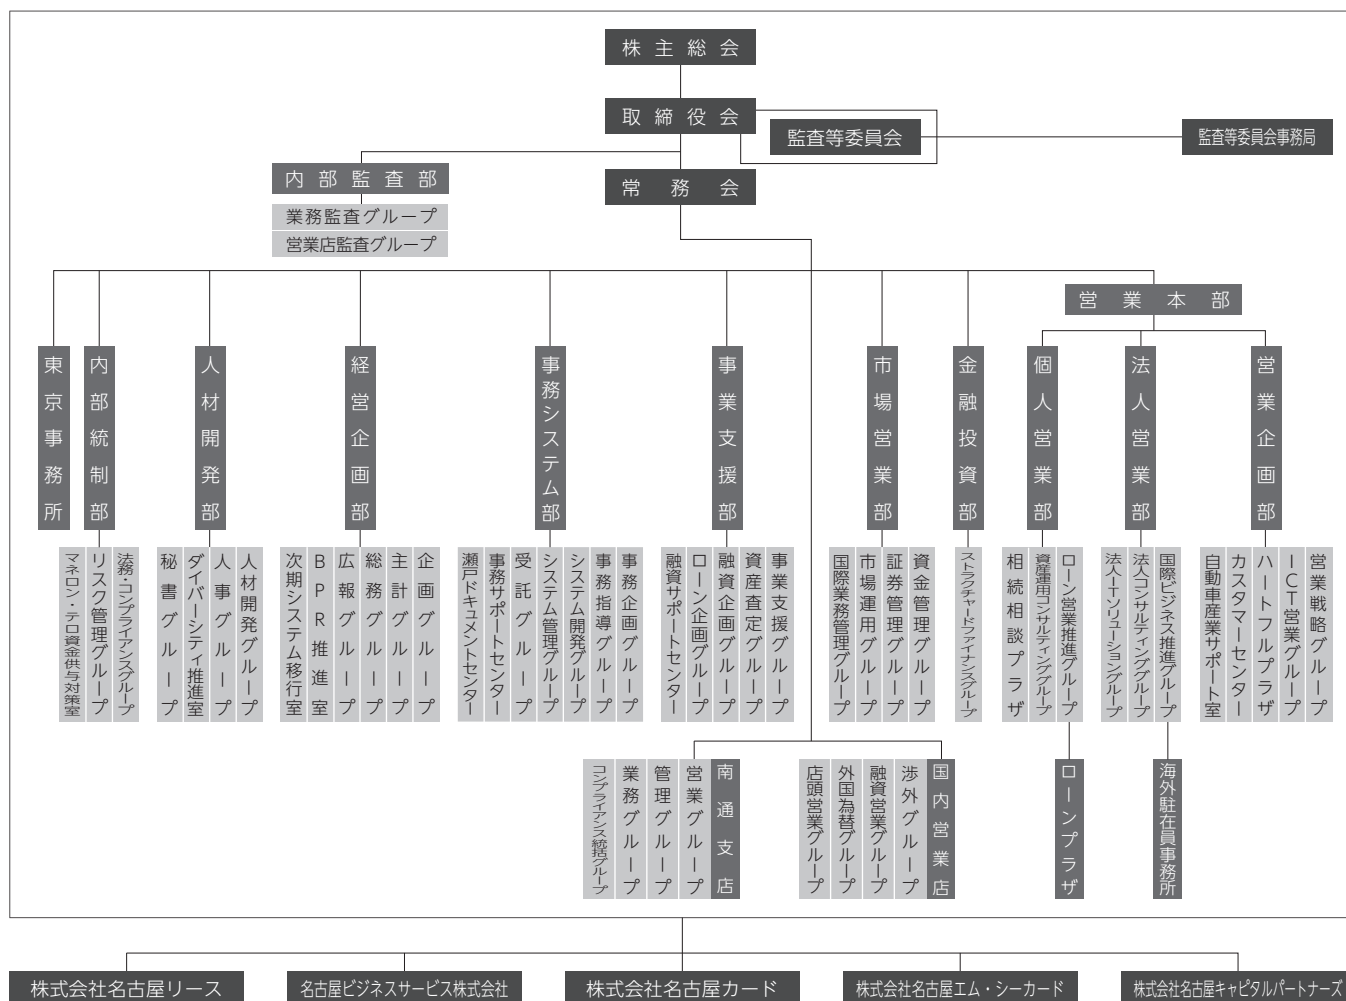 株主総会
取締役会
監査等委員会
監査等委員会事務局
内部監査部
常務会
業務監査グループ
営業店監査グループ
営業本部
東京事務所
内部統制部
人材開発部
経営企画部
事務システム部
事業支援部
市場営業部
金融投資部
個人営業部
法人営業部
営業企画部
マネロン・テロ資金供与対策室
リスク管理グループ
法務・コンプライアンスグループ
秘書グループ
ダイバーシティ推進室
人事グループ
人材開発グループ
次期システム移行室
BPR推進室
広報グループ
総務グループ
主計グループ
企画グループ
瀬戸ドキュメントセンター
事務サポートセンター
受託グループ
システム管理グループ
システム開発グループ
事務指導グループ
事務企画グループ
融資サポートセンター
ローン企画グループ
融資企画グループ
資産査定グループ
事業支援グループ
国際業務管理グループ
市場運用グループ
証券管理グループ
資金管理グループ
ストラクチャードファイナンスグループ
相続相談プラザ
資産運用コンサルティンググループ
ローン営業推進グループ
法人ITソリューショングループ
法人コンサルティンググループ
国際ビジネス推進グループ
自動車産業サポート室
カスタマーセンター
ハートフルプラザ
ICT営業グループ
営業戦略グループ
コンプライアンス統括グループ
業務グループ
管理グループ
営業グループ
南通支店
店頭営業グループ
外国為替グループ
融資営業グループ
渉外グループ
国内営業店
ローンプラザ
海外駐在員事務所
株式会社名古屋リース
名古屋ビジネスサービス株式会社
株式会社名古屋カード
株式会社名古屋エム・シーカード
株式会社名古屋キャピタルパートナーズ